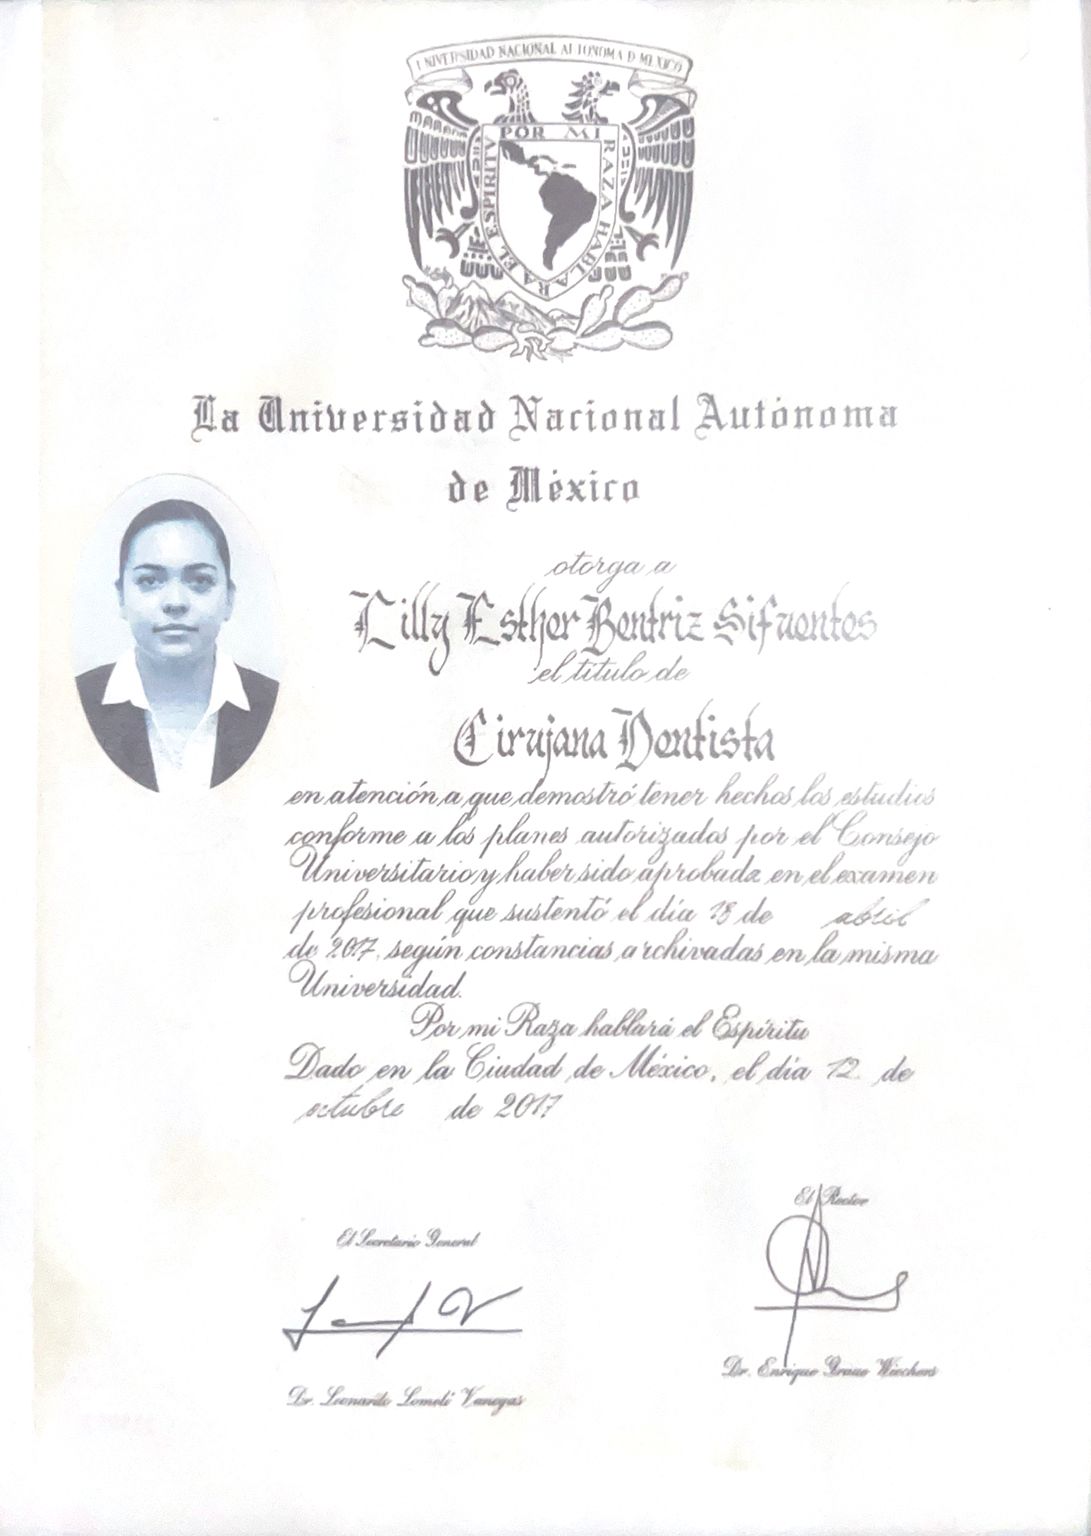 UNIVERSIDAD NACIONAL AUTONOMA D MEXICO
POR MI RAZA HABLARA EL ESPIRITV
La Universidad Nacional Autónoma
de México
otorga a
Lilly Esther Beatriz Sifuentes
el título de
Cirujana Dentista
en atención a que demostró tener hechos los estudios
conforme a los planes autorizados por el Consejo
Universitario y haber sido aprobada en el examen
profesional que sustentó el día 18 de abril
de 2017, según constancias archivadas en la misma
Universidad.
Por mi Raza hablará el Espíritu
Dado en la Ciudad de México, el día 12 de
octubre de 2017
El Secretario General
El Rector
Dr. Leonardo Lomelí Vanegas
Dr. Enrique Graue Wiechers